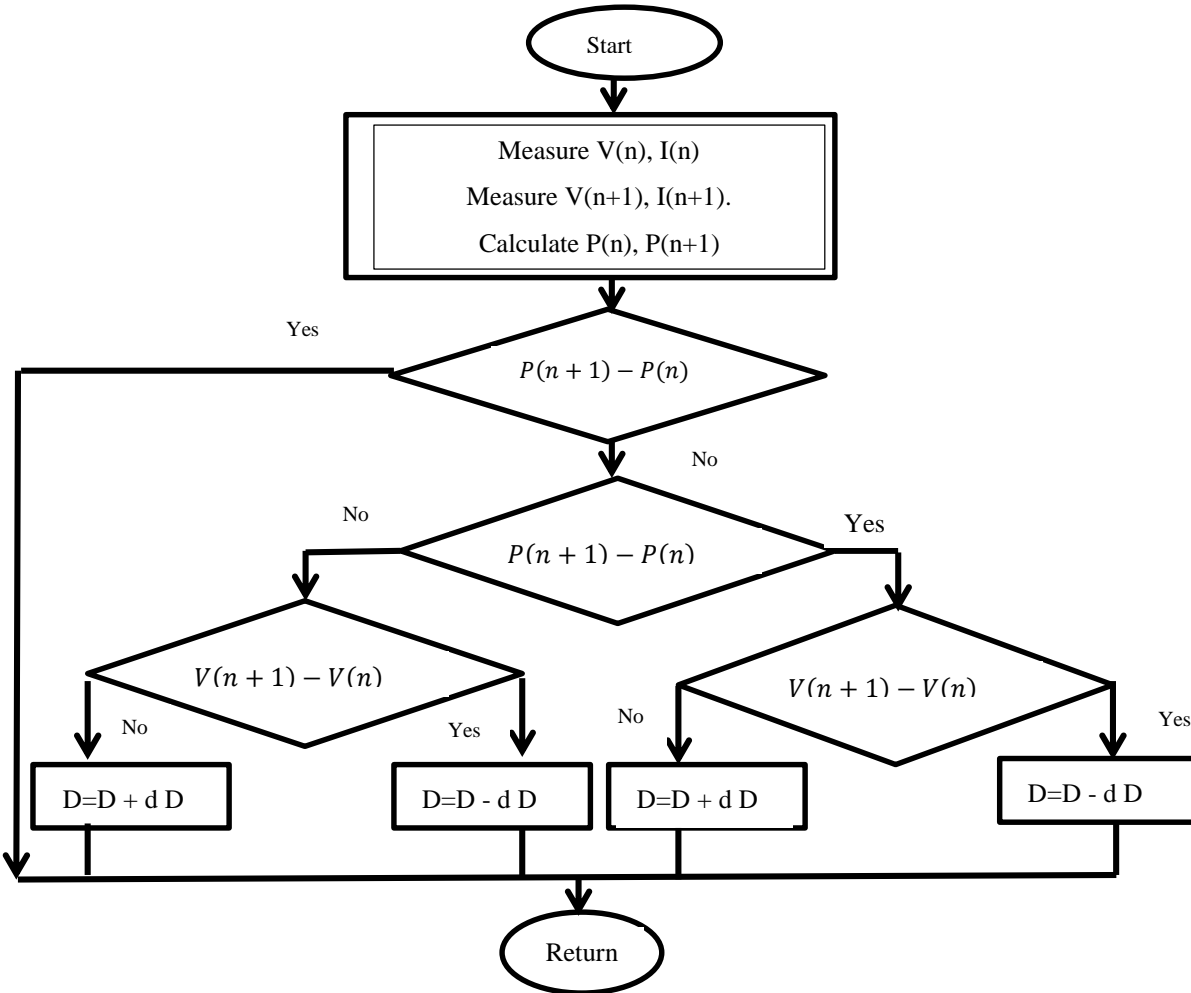 Start
Measure V(n), I(n)
Measure V(n+1), I(n+1).
Calculate P(n), P(n+1)
Yes
P(n + 1) − P(n)
No
No
Yes
P(n + 1) − P(n)
V(n + 1) − V(n)
V(n + 1) − V(n)
No
Yes
No
Yes
D=D + d D
D=D - d D
D=D + d D
D=D - d D
Return